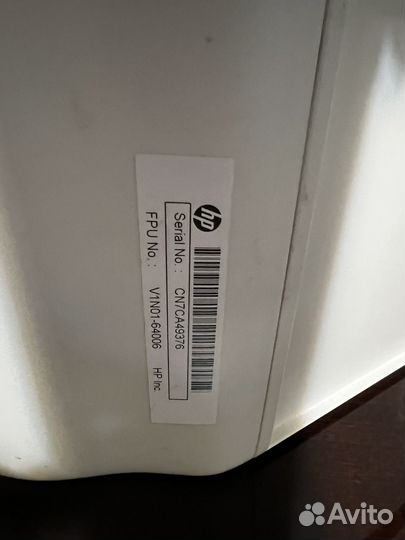 hp
Serial No. : CN7CA49376
FPU No. : V1N01-64006 HP Inc
Avito